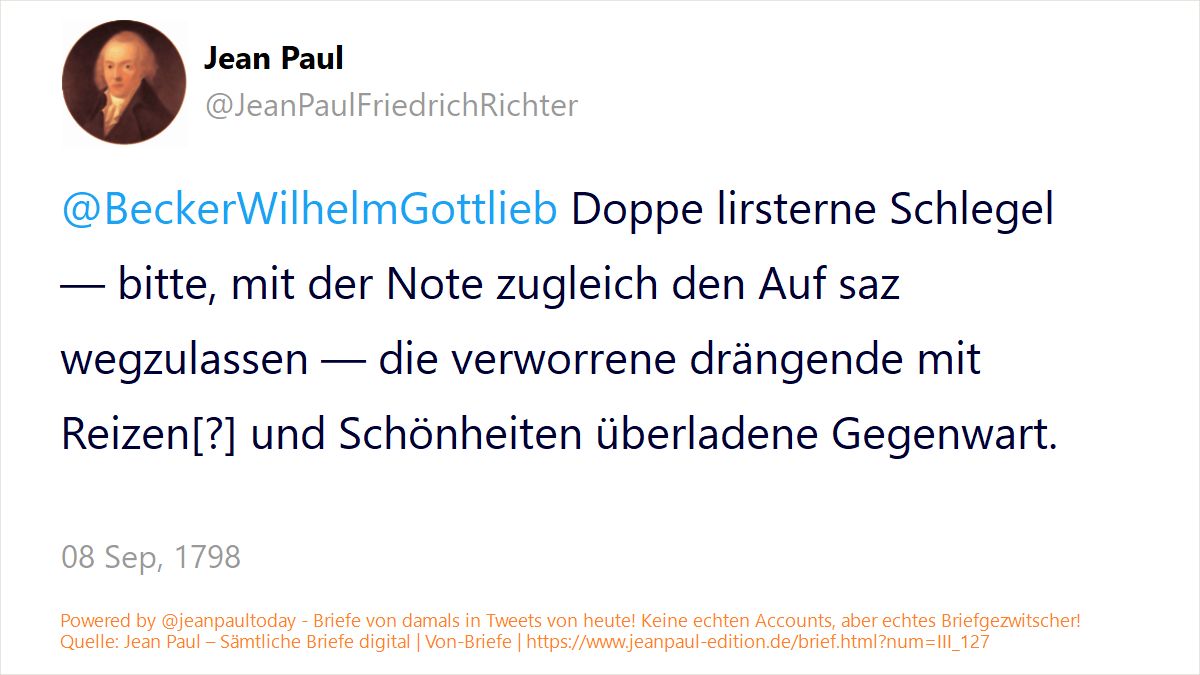 Jean Paul
@JeanPaulFriedrichRichter
@BeckerWilhelmGottlieb Doppe lirsterne Schlegel
— bitte, mit der Note zugleich den Auf saz
wegzulassen — die verworrene drängende mit
Reizen[?] und Schönheiten überladene Gegenwart.
08 Sep, 1798
Powered by @jeanpaultoday - Briefe von damals in Tweets von heute! Keine echten Accounts, aber echtes Briefgezwitscher!
Quelle: Jean Paul – Sämtliche Briefe digital | Von-Briefe | https://www.jeanpaul-edition.de/brief.html?num=III_127